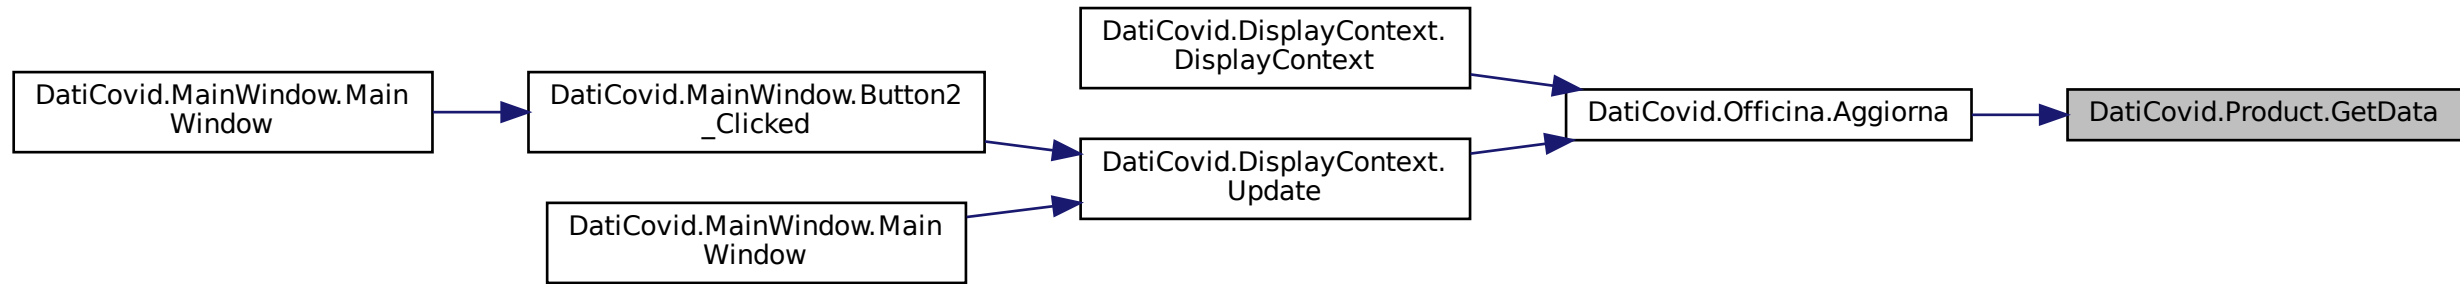 DatiCovid.MainWindow.Main
Window
DatiCovid.MainWindow.Button2
_Clicked
DatiCovid.MainWindow.Main
Window
DatiCovid.DisplayContext.
DisplayContext
DatiCovid.DisplayContext.
Update
DatiCovid.Officina.Aggiorna
DatiCovid.Product.GetData